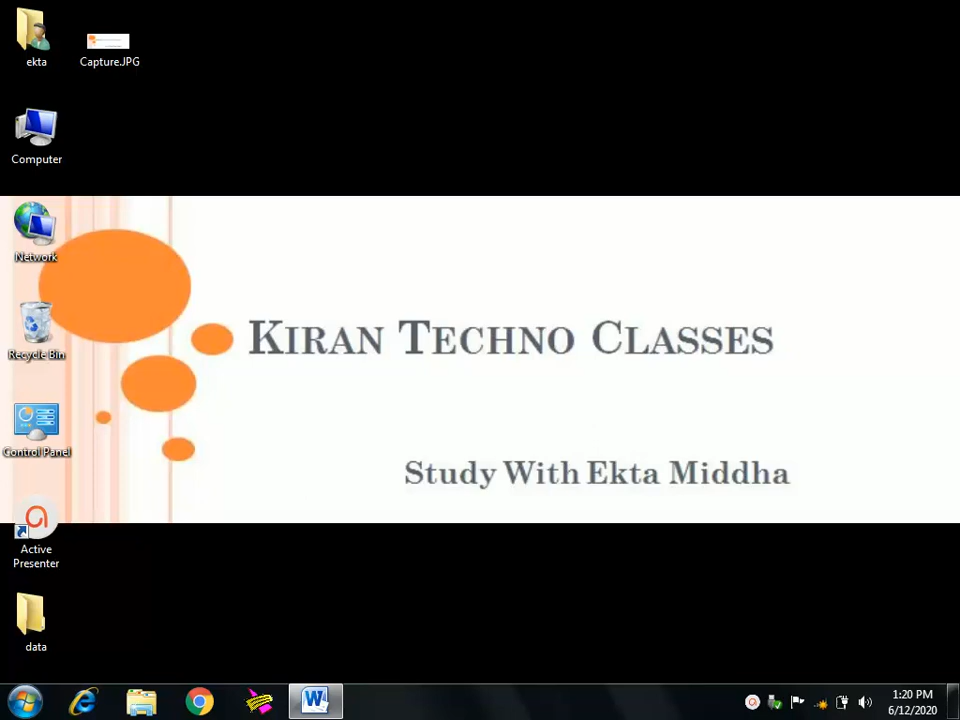 ekta
Capture.JPG
Computer
Network
KIRAN TECHNO CLASSES
Recycle Bin
Control Panel
Study With Ekta Middha
Active
Presenter
data
1:20 PM
6/12/2020